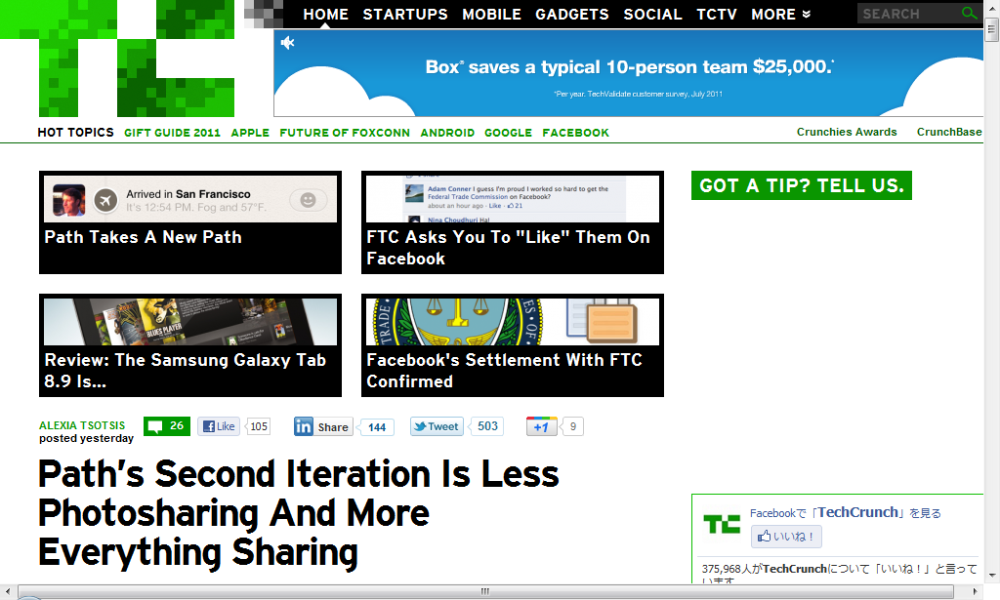 HOME STARTUPS MOBILE GADGETS SOCIAL TCTV MORE
SEARCH
Box® saves a typical 10-person team $25,000.*
*Per year. TechValidate customer survey, July 2011
HOT TOPICS GIFT GUIDE 2011 APPLE FUTURE OF FOXCONN ANDROID GOOGLE FACEBOOK
Crunchies Awards CrunchBase
Arrived in San Francisco
It's 12:54 PM. Fog and 57°F.
Path Takes A New Path
Adam Conner I guess I'm proud I worked so hard to get the
Federal Trade Commission on Facebook?
about an hour ago · Like · 21
Nina Choudhuri Ha!
FTC Asks You To "Like" Them On
Facebook
GOT A TIP? TELL US.
BLUES PLAYER
Review: The Samsung Galaxy Tab
8.9 Is...
TRADE
Facebook's Settlement With FTC
Confirmed
ALEXIA TSOTSIS
posted yesterday
26
Like 105
in Share 144
Tweet 503
+1 9
Path's Second Iteration Is Less
Photosharing And More
Everything Sharing
TC
Facebookで「TechCrunch」を見る
いいね！
375,968人がTechCrunchについて「いいね！」と言って
います